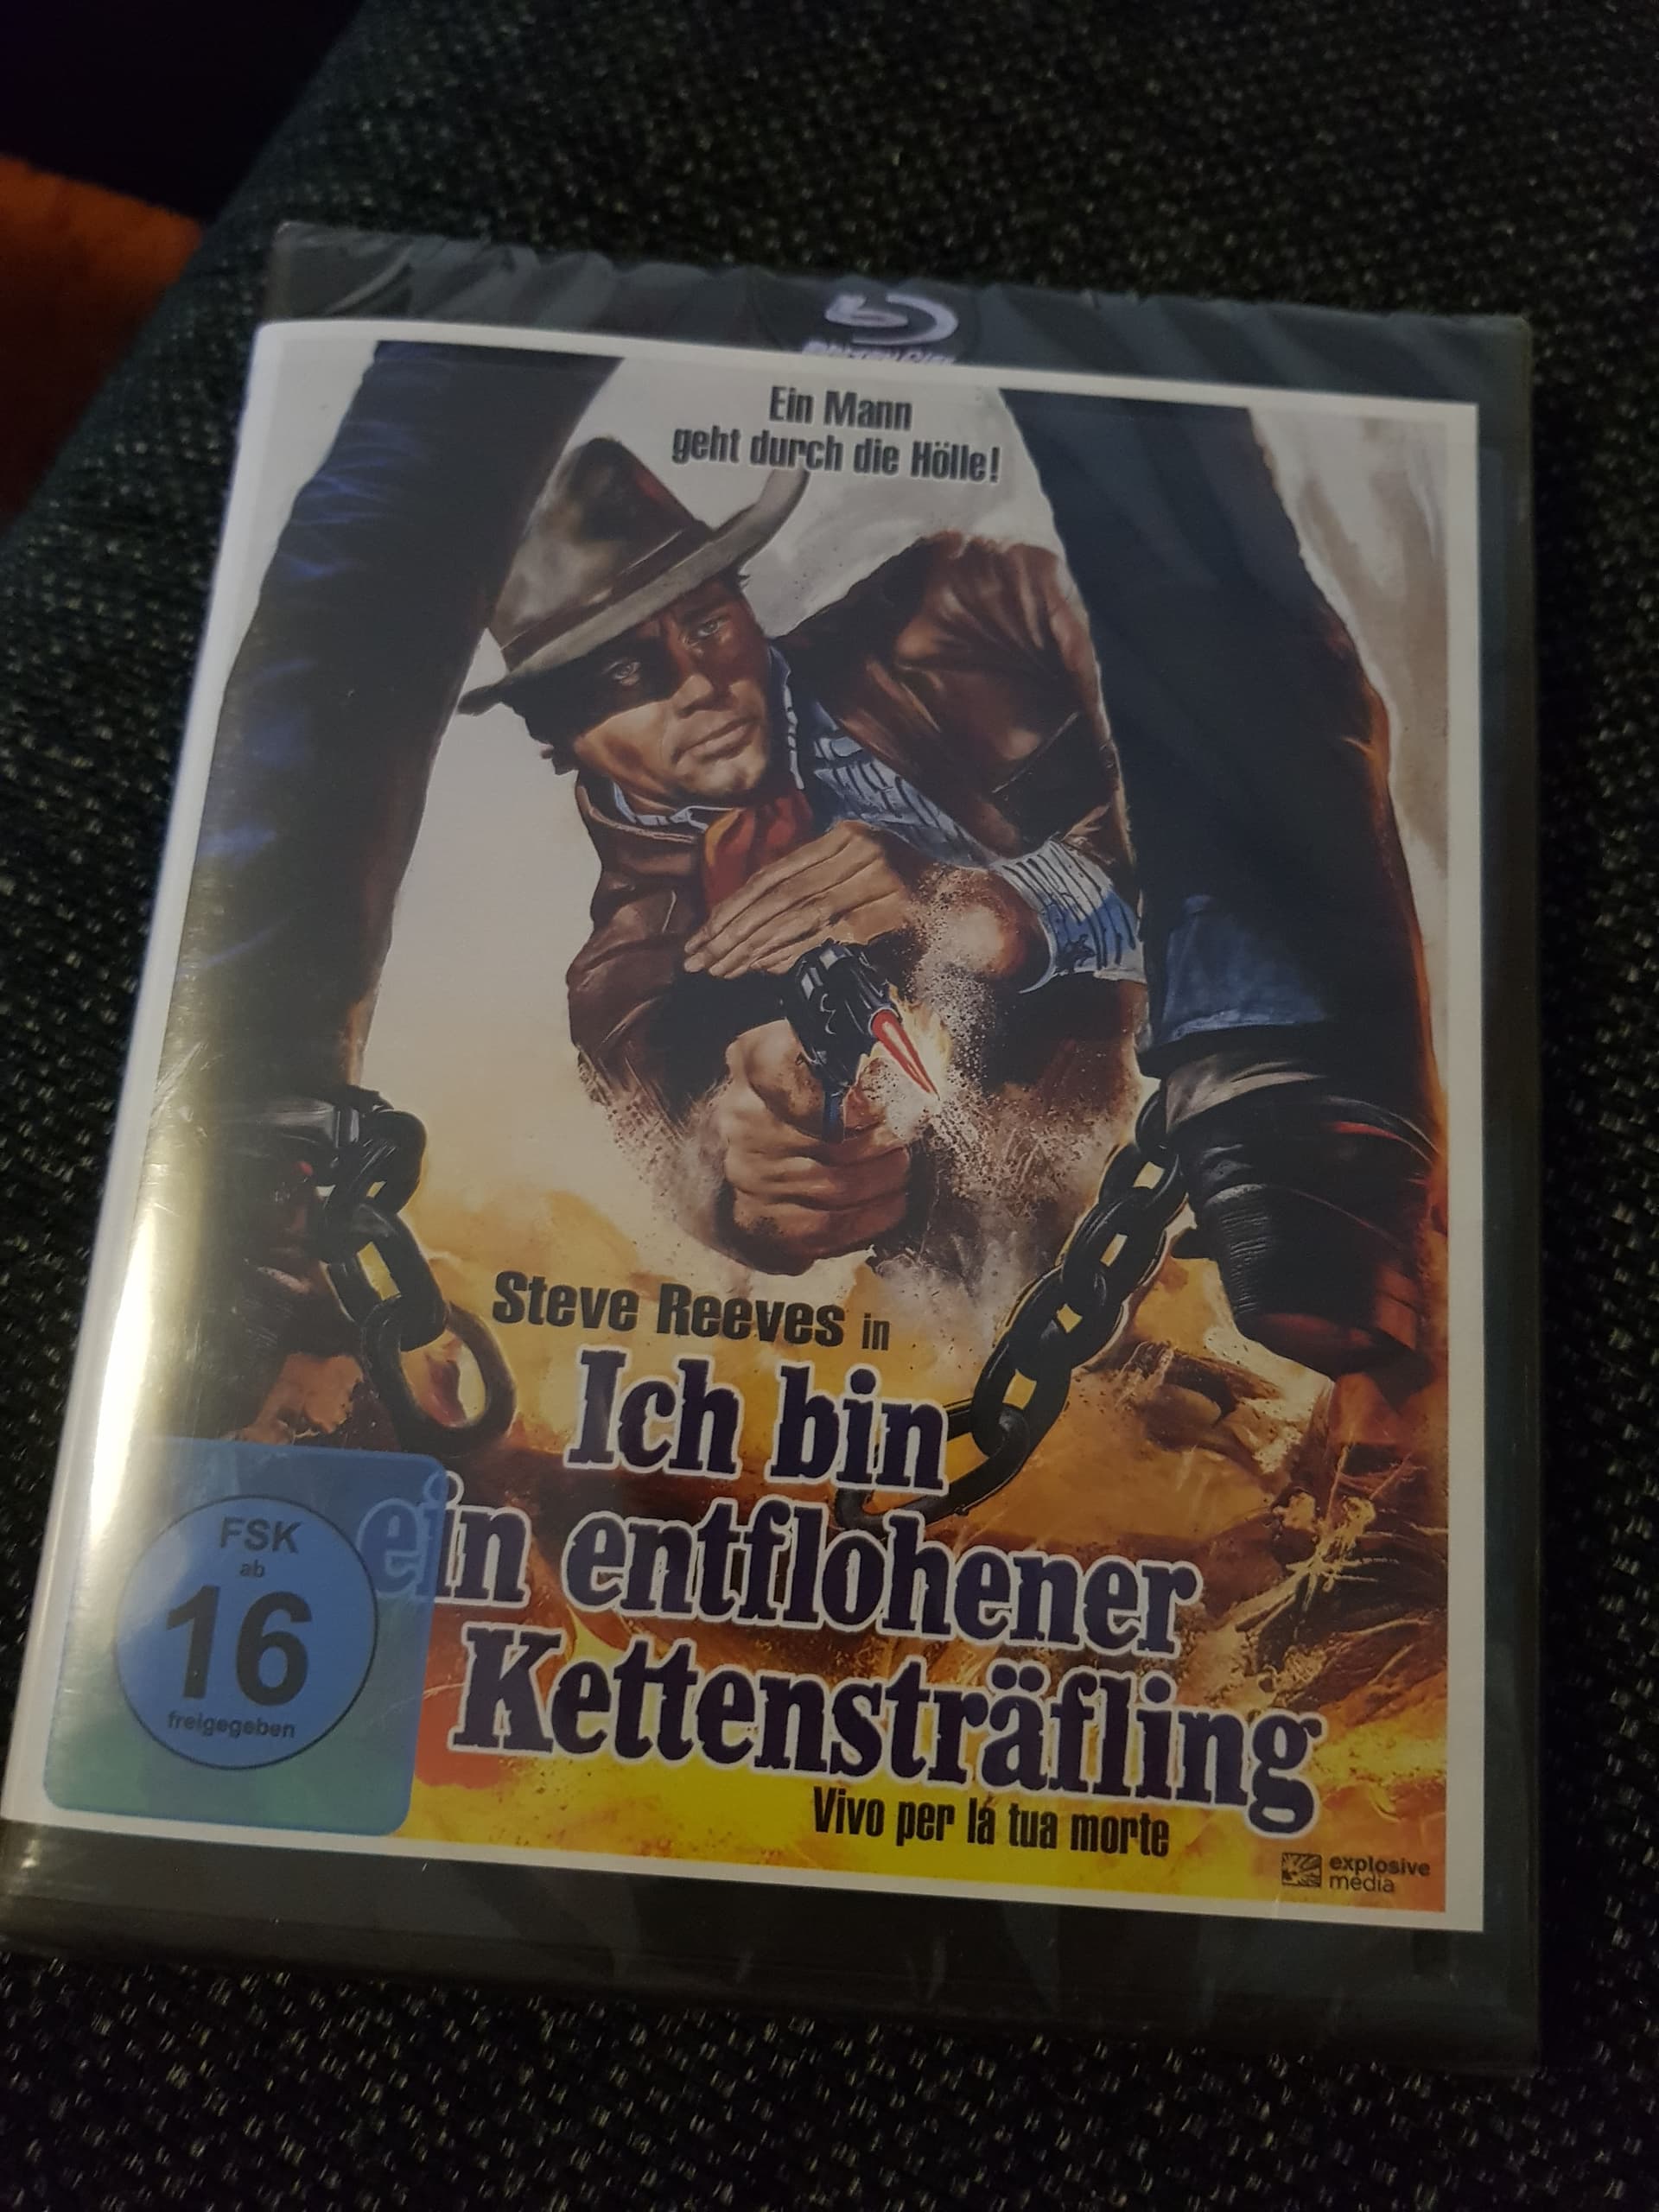 Ein Mann
geht durch die Hölle!
Steve Reeves in
Ich bin
ein entflohener
Kettensträfling
Vivo per la tua morte
FSK
ab
16
freigegeben
explosive
media